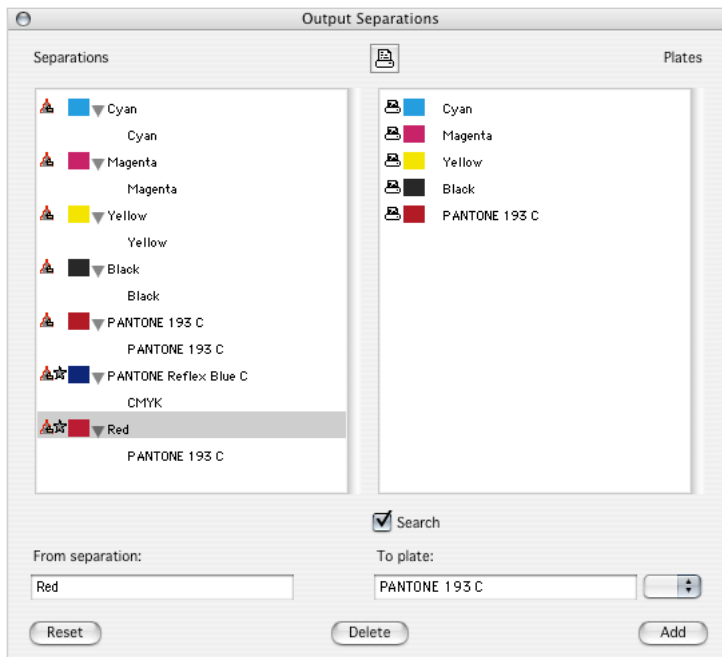 Output Separations
Separations
Plates
Cyan
Cyan
Magenta
Magenta
Yellow
Yellow
Black
Black
PANTONE 193 C
PANTONE 193 C
PANTONE Reflex Blue C
CMYK
Red
PANTONE 193 C
Cyan
Magenta
Yellow
Black
PANTONE 193 C
Search
From separation:
To plate:
Red
PANTONE 193 C
Reset
Delete
Add